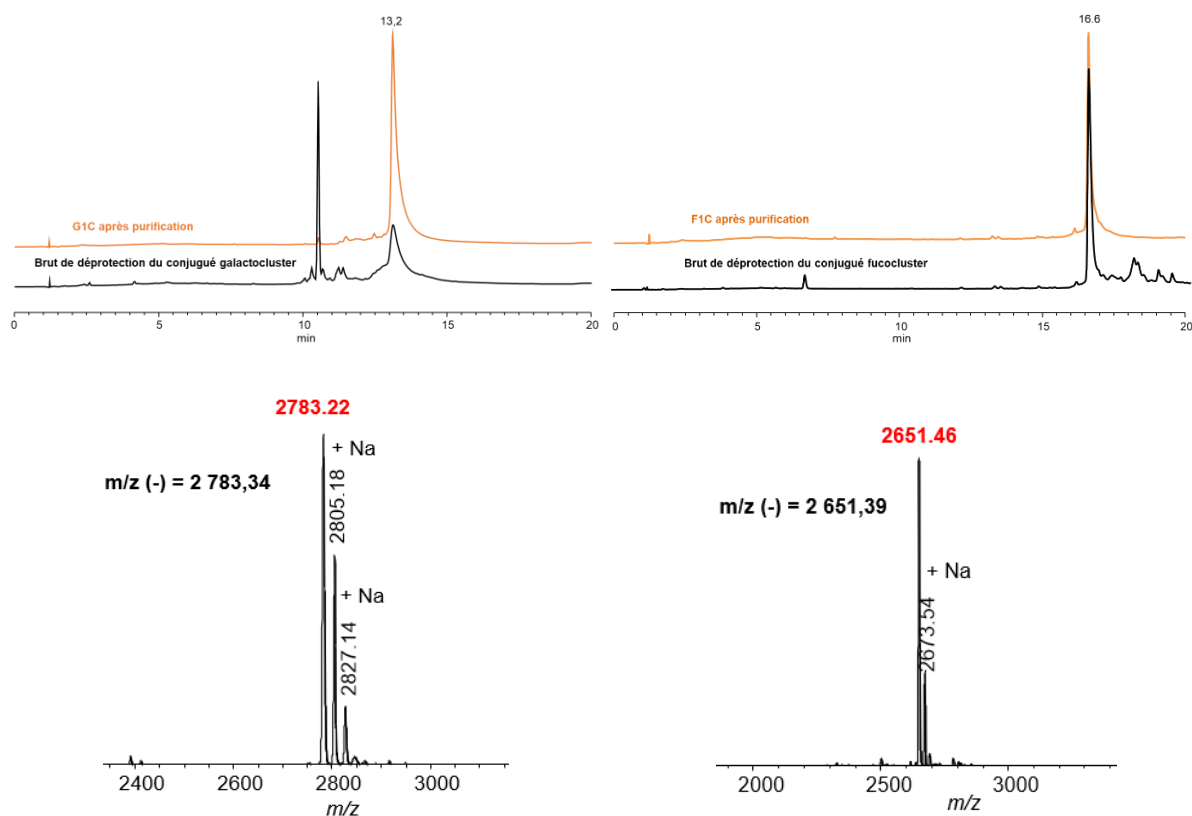 13,2
G1C après purification
Brut de déprotection du conjugué galactocluster
0 5 10 15 20
min
16.6
F1C après purification
Brut de déprotection du conjugué fucocluster
0 5 10 15 20
min
2783.22
+ Na
m/z (-) = 2 783,34
2805.18
+ Na
2827.14
2400 2600 2800 3000
m/z
2651.46
m/z (-) = 2 651,39
+ Na
2673.54
2000 2500 3000
m/z